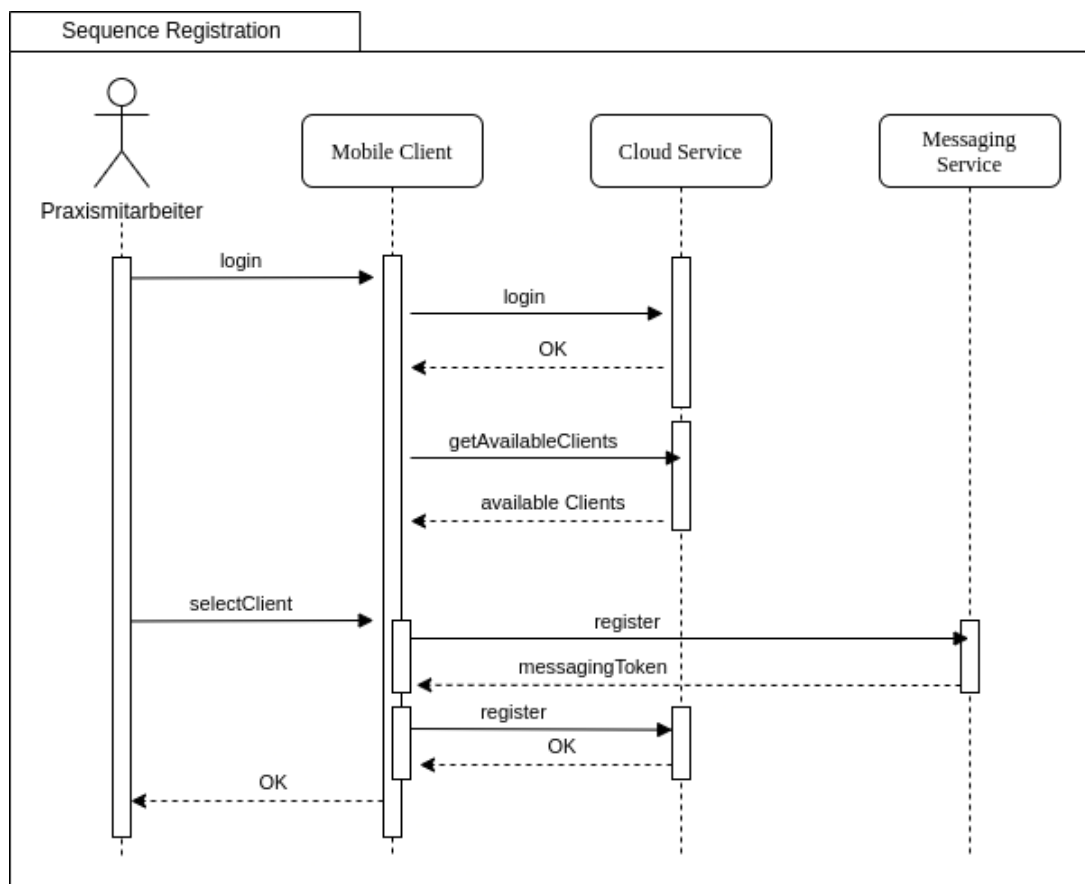 Sequence Registration
Mobile Client
Cloud Service
Messaging
Service
Praxismitarbeiter
login
login
OK
getAvailableClients
available Clients
selectClient
register
messagingToken
register
OK
OK